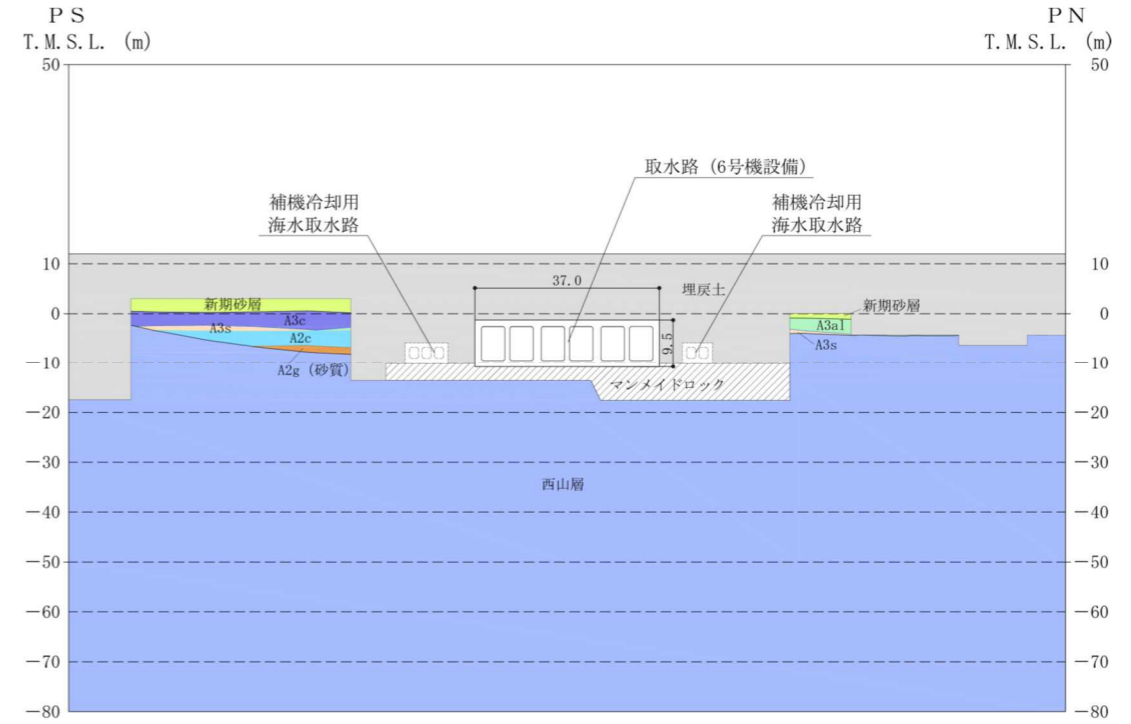 ＰＳ
ＰＮ
T.M.S.L. (m)
T.M.S.L. (m)
50
50
取水路（6号機設備）
補機冷却用
海水取水路
補機冷却用
海水取水路
10
10
37.0
埋戻土
新期砂層
新期砂層
0
0
A3c
A3s
A3al
A2c
9.5
A3s
−10
−10
A2g（砂質）
マンメイドロック
−20
−20
−30
−30
西山層
−40
−40
−50
−50
−60
−60
−70
−70
−80
−80